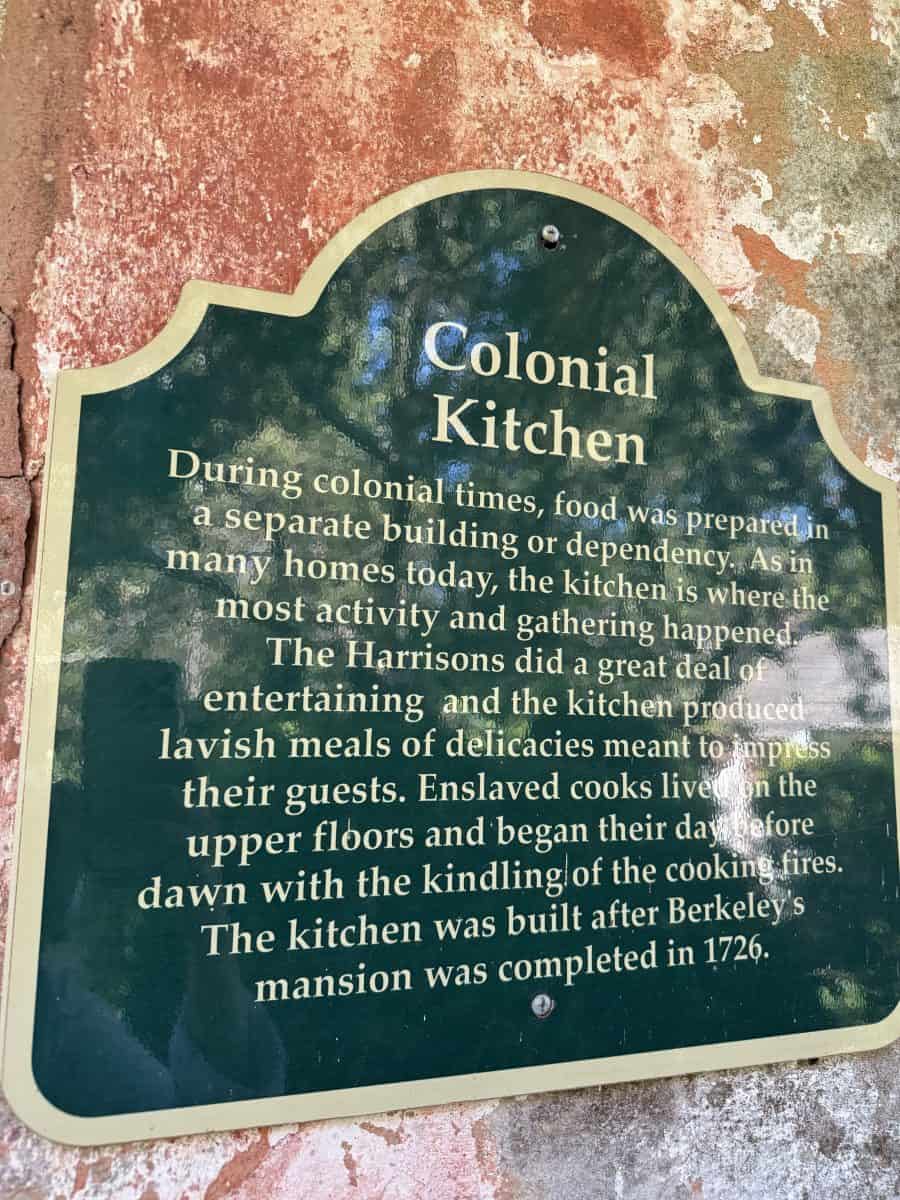 Colonial
Kitchen
During colonial times, food was prepared in
a separate building or dependency. As in
many homes today, the kitchen is where the
most activity and gathering happened.
The Harrisons did a great deal of
entertaining and the kitchen produced
lavish meals of delicacies meant to impress
their guests. Enslaved cooks lived on the
upper floors and began their day before
dawn with the kindling of the cooking fires.
The kitchen was built after Berkeley's
mansion was completed in 1726.